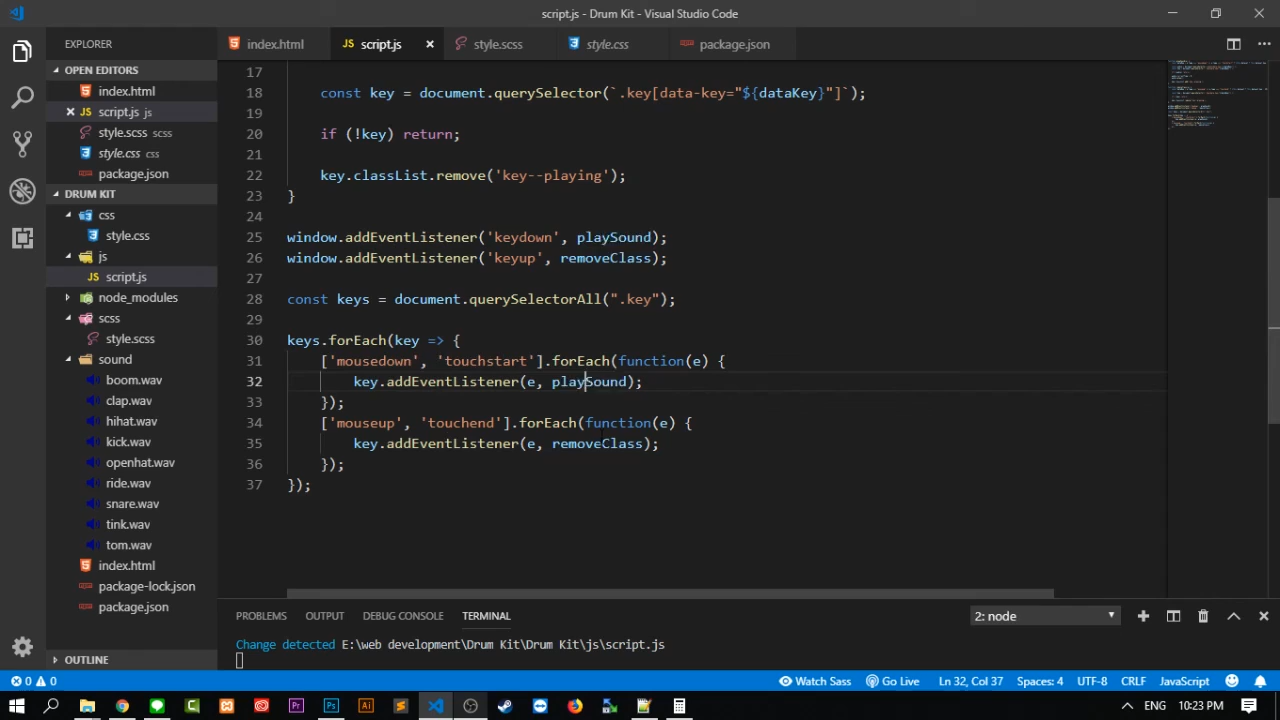 script.js - Drum Kit - Visual Studio Code
EXPLORER
OPEN EDITORS
index.html
script.js js
style.scss scss
style.css css
package.json
DRUM KIT
css
style.css
js
script.js
node_modules
scss
style.scss
sound
boom.wav
clap.wav
hihat.wav
kick.wav
openhat.wav
ride.wav
snare.wav
tink.wav
tom.wav
index.html
package-lock.json
package.json
OUTLINE
index.html script.js style.scss style.css package.json
17
18 const key = document.querySelector(`.key[data-key="${dataKey}"]`);
19
20 if (!key) return;
21
22 key.classList.remove('key--playing');
23 }
24
25 window.addEventListener('keydown', playSound);
26 window.addEventListener('keyup', removeClass);
27
28 const keys = document.querySelectorAll(".key");
29
30 keys.forEach(key => {
31 ['mousedown', 'touchstart'].forEach(function(e) {
32 key.addEventListener(e, playSound);
33 });
34 ['mouseup', 'touchend'].forEach(function(e) {
35 key.addEventListener(e, removeClass);
36 });
37 });
PROBLEMS OUTPUT DEBUG CONSOLE TERMINAL 2: node
Change detected E:\web development\Drum Kit\Drum Kit\js\script.js
0 0 Watch Sass Go Live Ln 32, Col 37 Spaces: 4 UTF-8 CRLF JavaScript
10:23 PM